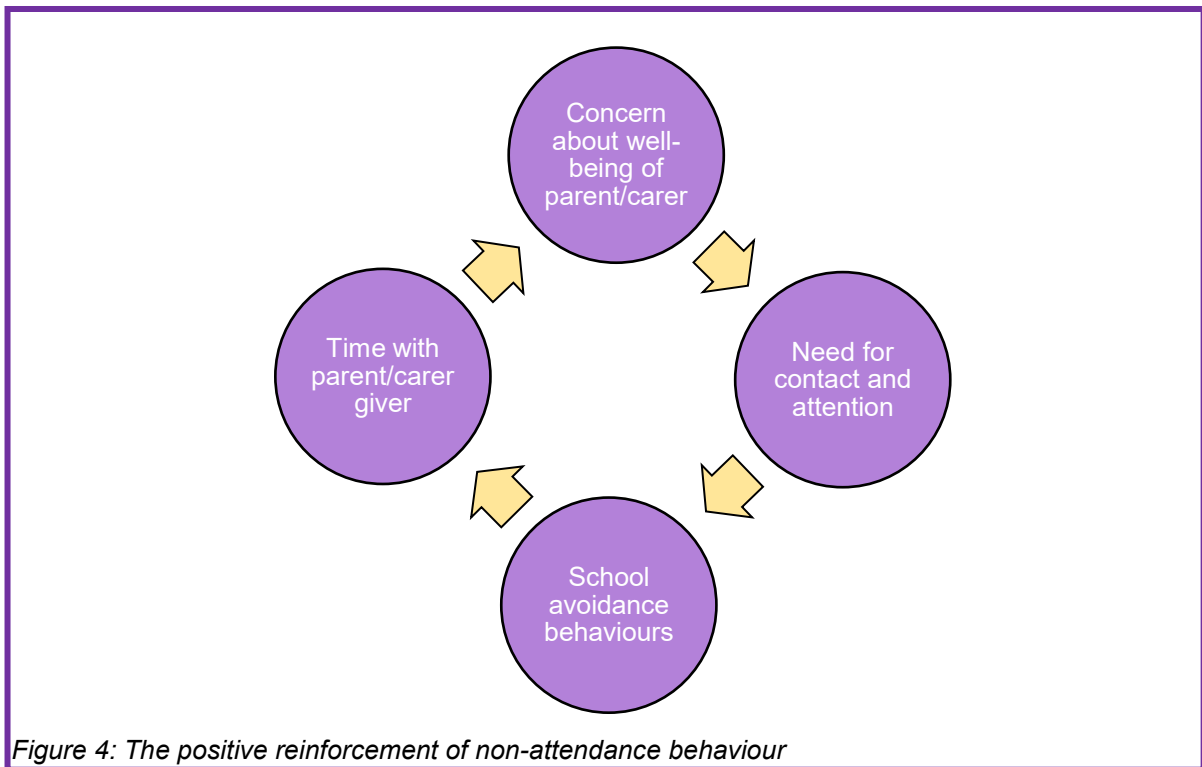 Concern
about well-
being of
parent/carer
Need for
contact and
attention
School
avoidance
behaviours
Time with
parent/carer
giver
Figure 4: The positive reinforcement of non-attendance behaviour